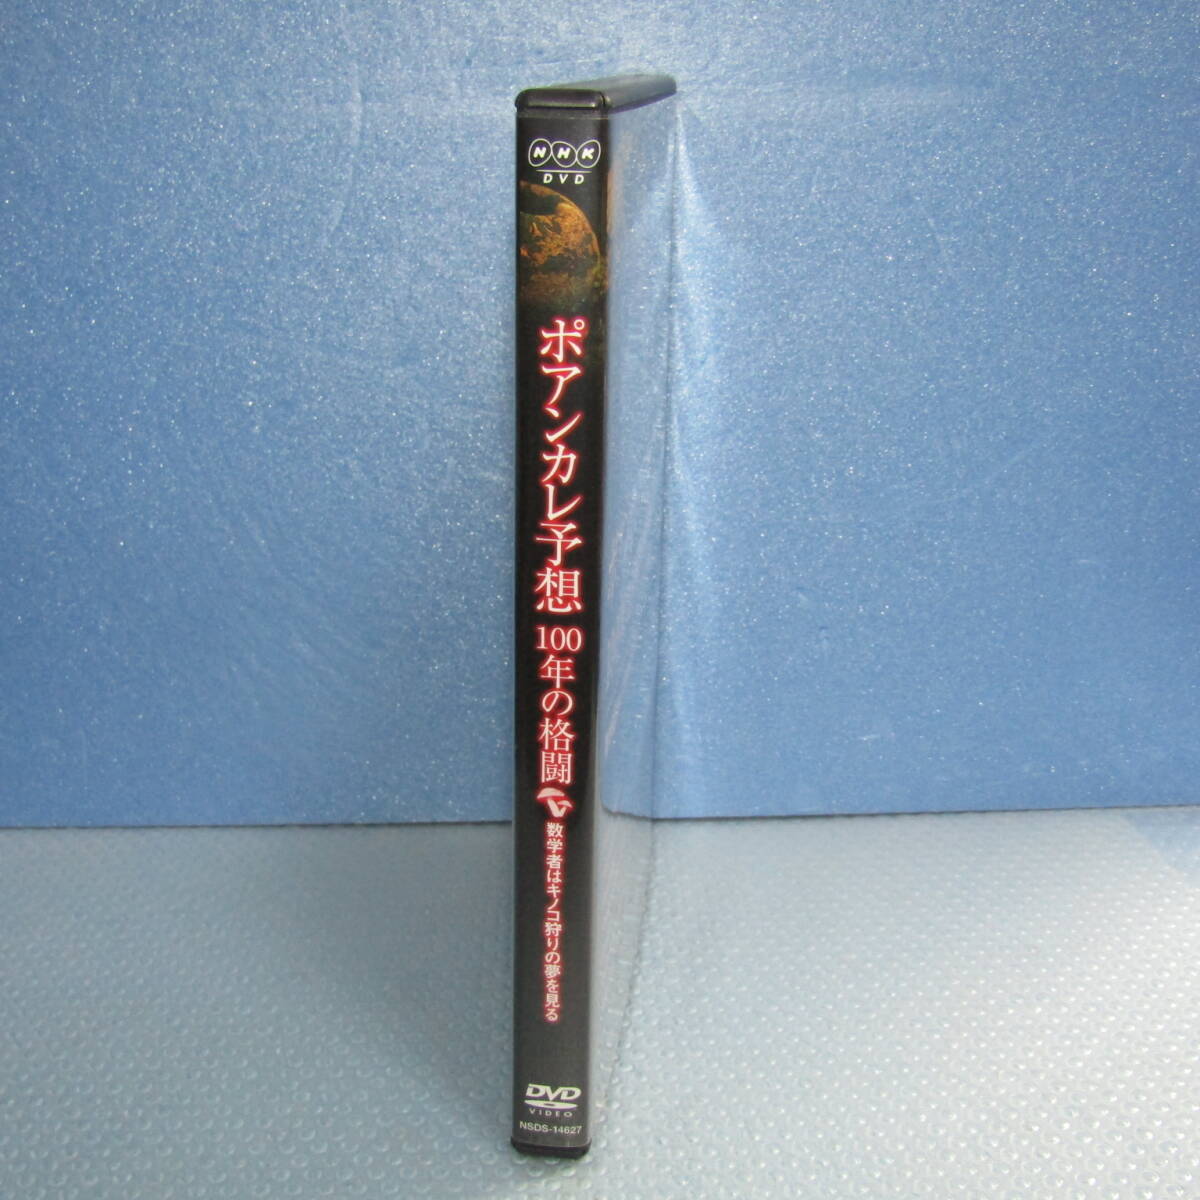 NHK
DVD
ポアンカレ予想 100年の格闘
数学者はキノコ狩りの夢を見る
DVD
VIDEO
NSDS-14627